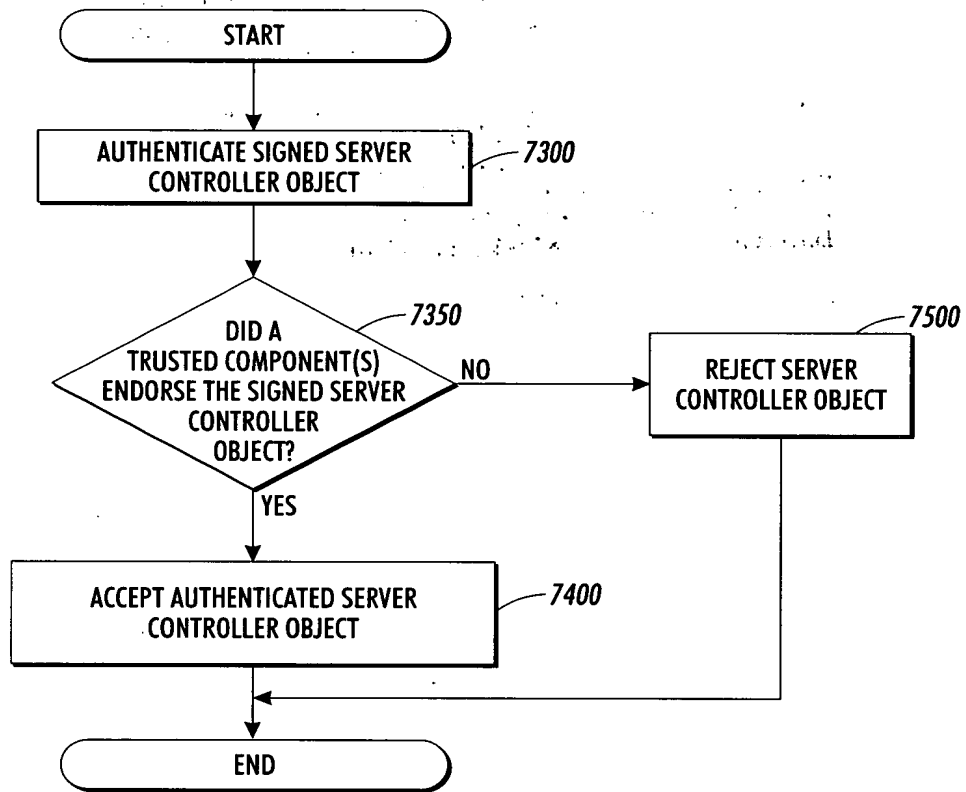 START
AUTHENTICATE SIGNED SERVER
CONTROLLER OBJECT
7300
DID A
TRUSTED COMPONENT(S)
ENDORSE THE SIGNED SERVER
CONTROLLER
OBJECT?
7350
NO
REJECT SERVER
CONTROLLER OBJECT
7500
YES
ACCEPT AUTHENTICATED SERVER
CONTROLLER OBJECT
7400
END